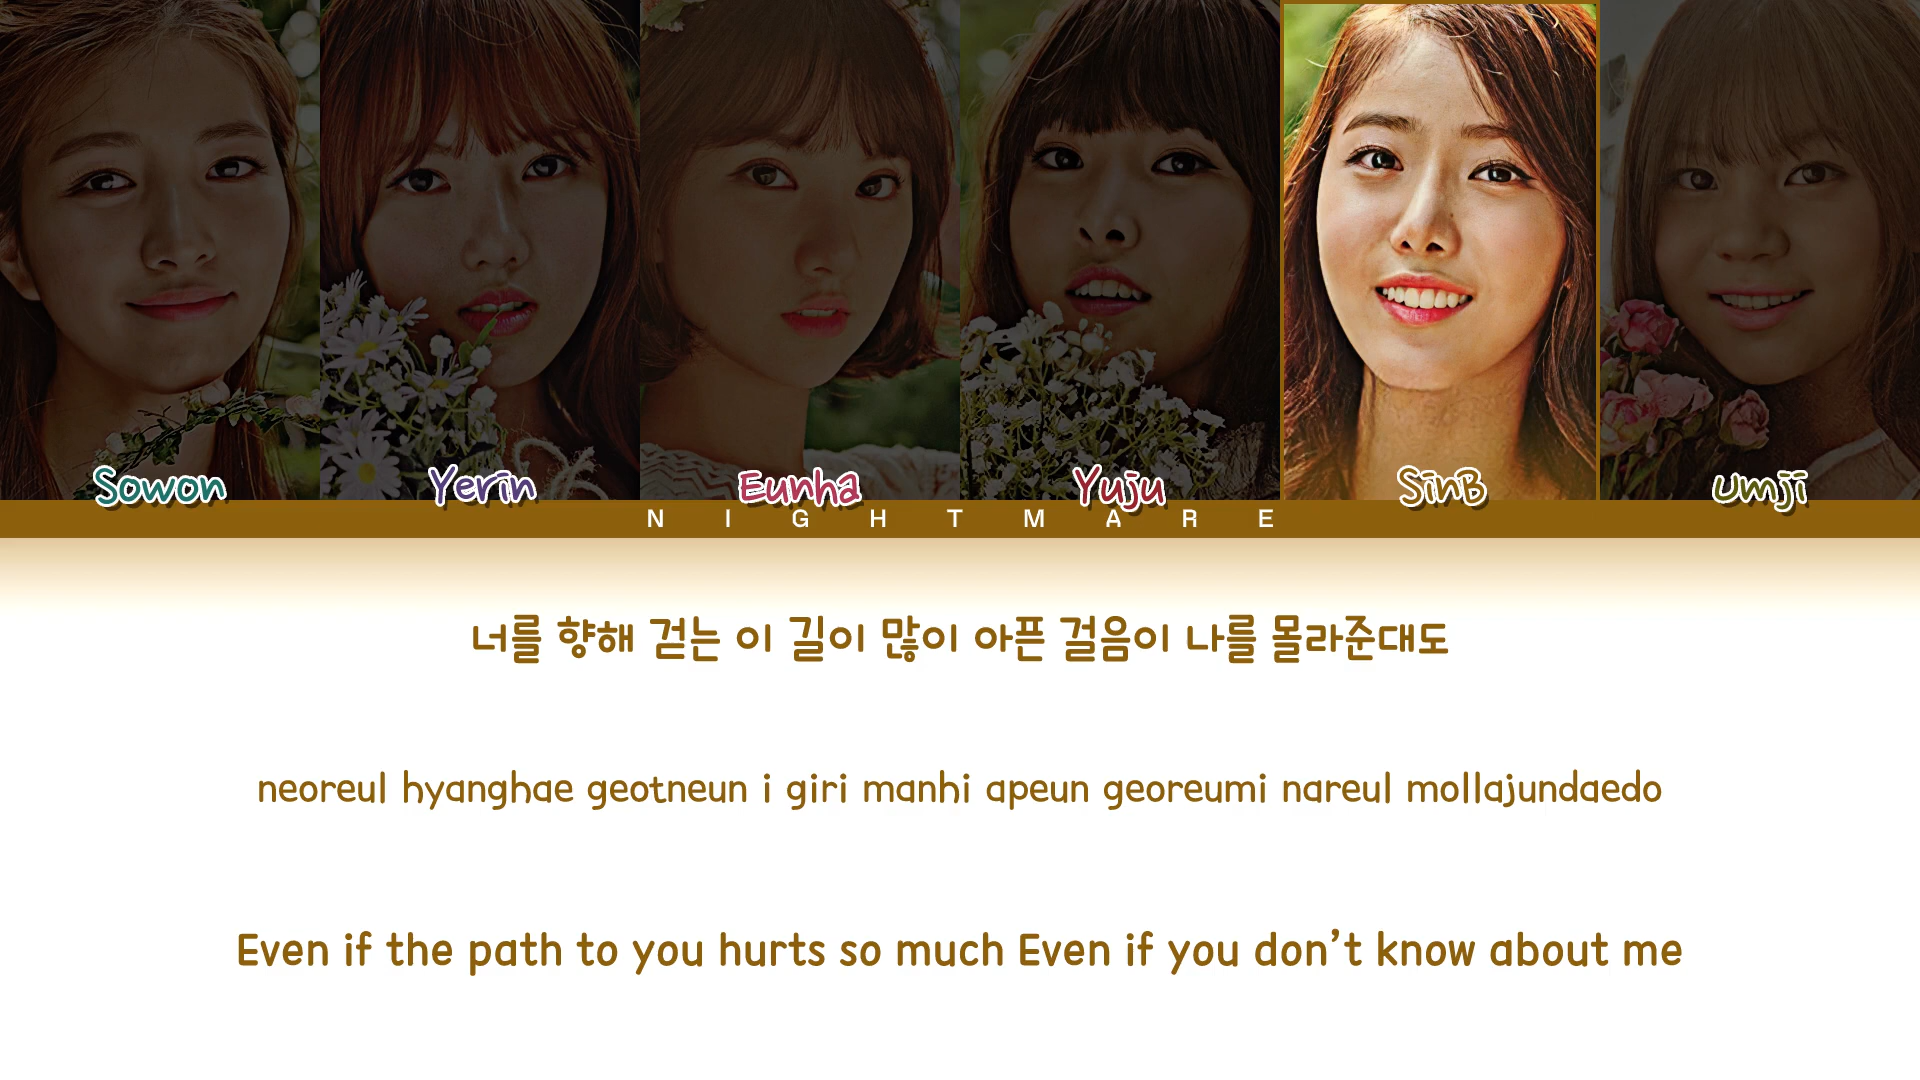 Sowon Yerin Eunha Yuju SinB Umji
NIGHTMARE
너를 향해 걷는 이 길이 많이 아픈 걸음이 나를 몰라준대도
neoreul hyanghae geotneun i giri manhi apeun georeumi nareul mollajundaedo
Even if the path to you hurts so much Even if you don't know about me